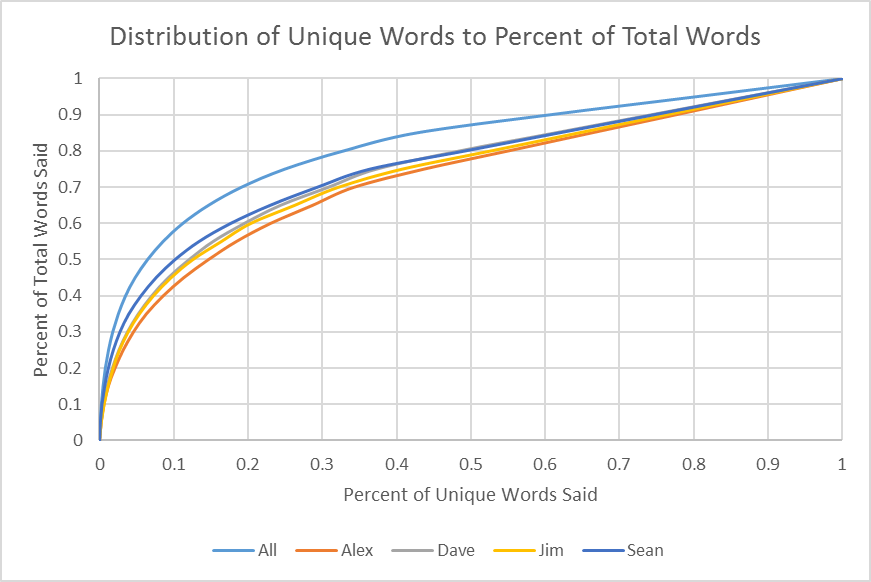 Distribution of Unique Words to Percent of Total Words
Percent of Total Words Said
1
0.9
0.8
0.7
0.6
0.5
0.4
0.3
0.2
0.1
0
0 0.1 0.2 0.3 0.4 0.5 0.6 0.7 0.8 0.9 1
Percent of Unique Words Said
All Alex Dave Jim Sean